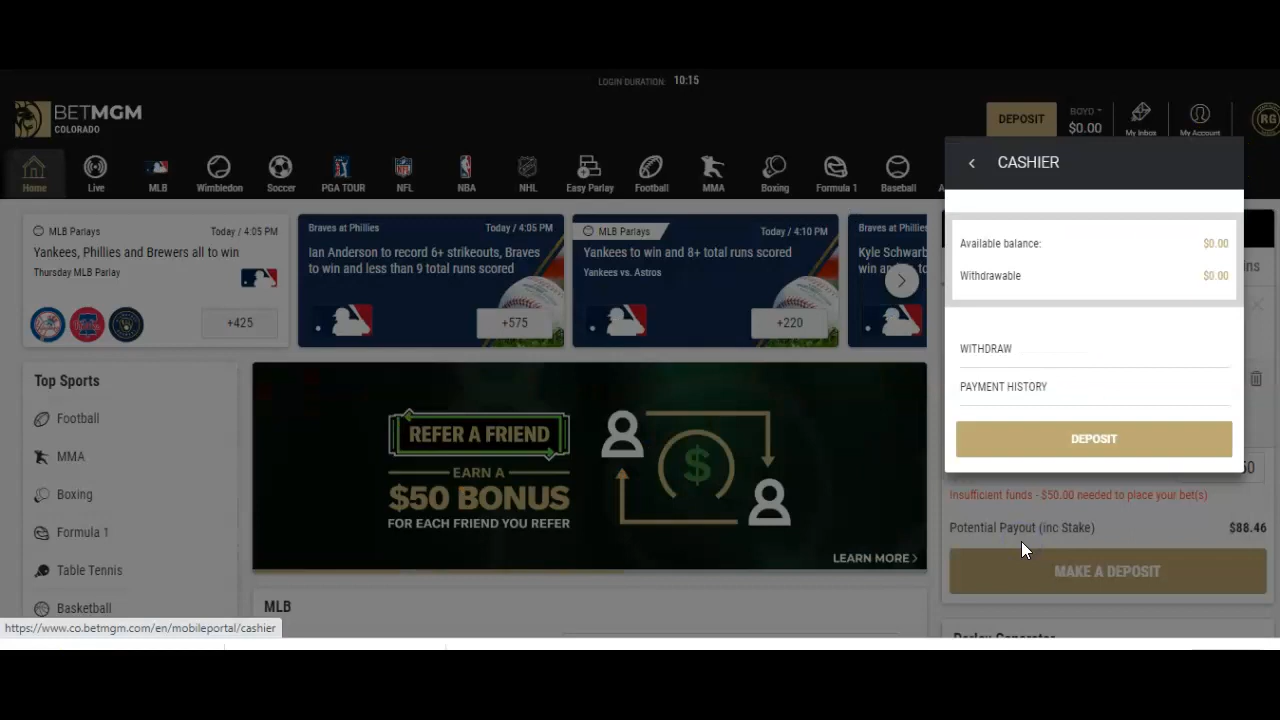 LOGIN DURATION: 10:15
BETMGM
COLORADO
DEPOSIT
BOYD
$0.00
My Inbox
My Account
RG
Home
Live
MLB
Wimbledon
Soccer
PGA TOUR
NFL
NBA
NHL
Easy Parlay
Football
MMA
Boxing
Formula 1
Baseball
CASHIER
Available balance: $0.00
Withdrawable $0.00
WITHDRAW
PAYMENT HISTORY
DEPOSIT
MLB Parlays Today / 4:05 PM
Yankees, Phillies and Brewers all to win
Thursday MLB Parlay
+425
Braves at Phillies Today / 4:05 PM
Ian Anderson to record 6+ strikeouts, Braves
to win and less than 9 total runs scored
+575
MLB Parlays Today / 4:10 PM
Yankees to win and 8+ total runs scored
Yankees vs. Astros
+220
Braves at Phillies
Kyle Schwarb
Top Sports
Football
MMA
Boxing
Formula 1
Table Tennis
Basketball
REFER A FRIEND
EARN A
$50 BONUS
FOR EACH FRIEND YOU REFER
LEARN MORE
MLB
Insufficient funds - $50.00 needed to place your bet(s)
Potential Payout (inc Stake) $88.46
MAKE A DEPOSIT
https://www.co.betmgm.com/en/mobileportal/cashier